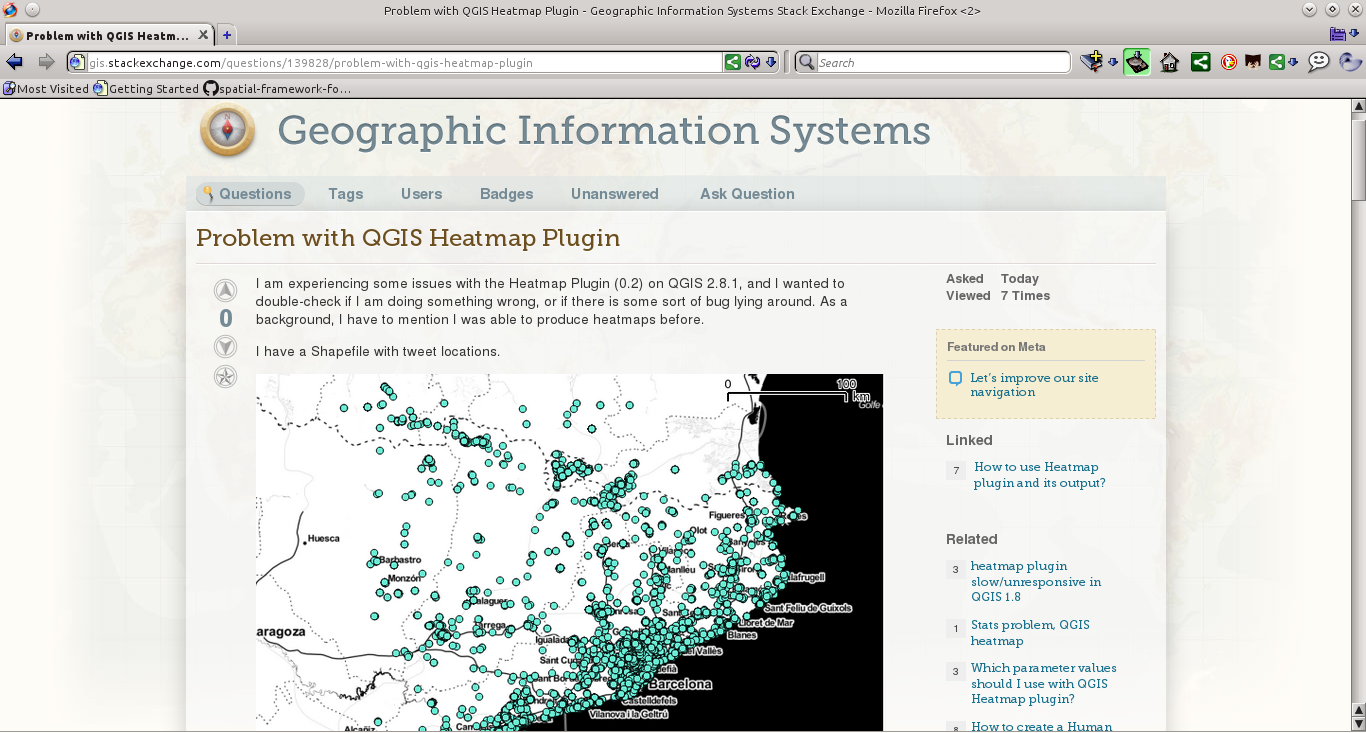 Problem with QGIS Heatmap Plugin - Geographic Information Systems Stack Exchange - Mozilla Firefox <2>
Problem with QGIS Heatm...
gis.stackexchange.com/questions/139828/problem-with-qgis-heatmap-plugin
Search
Most Visited Getting Started spatial-framework-fo...
Geographic Information Systems
Questions Tags Users Badges Unanswered Ask Question
Problem with QGIS Heatmap Plugin
I am experiencing some issues with the Heatmap Plugin (0.2) on QGIS 2.8.1, and I wanted to
double-check if I am doing something wrong, or if there is some sort of bug lying around. As a
background, I have to mention I was able to produce heatmaps before.
0
I have a Shapefile with tweet locations.
0 100
km
Golfe
Figueres
Olot
Huesca
Barbastro
Monzón
Manlleu
Sant Feliu de Guíxols
Lloret de Mar
Blanes
Igualada
aragoza
Barcelona
Castelldefels
Vilanova i la Geltrú
Alcañiz
Asked Today
Viewed 7 Times
Featured on Meta
Let's improve our site
navigation
Linked
7 How to use Heatmap
plugin and its output?
Related
3 heatmap plugin
slow/unresponsive in
QGIS 1.8
1 Stats problem, QGIS
heatmap
3 Which parameter values
should I use with QGIS
Heatmap plugin?
8 How to create a Human